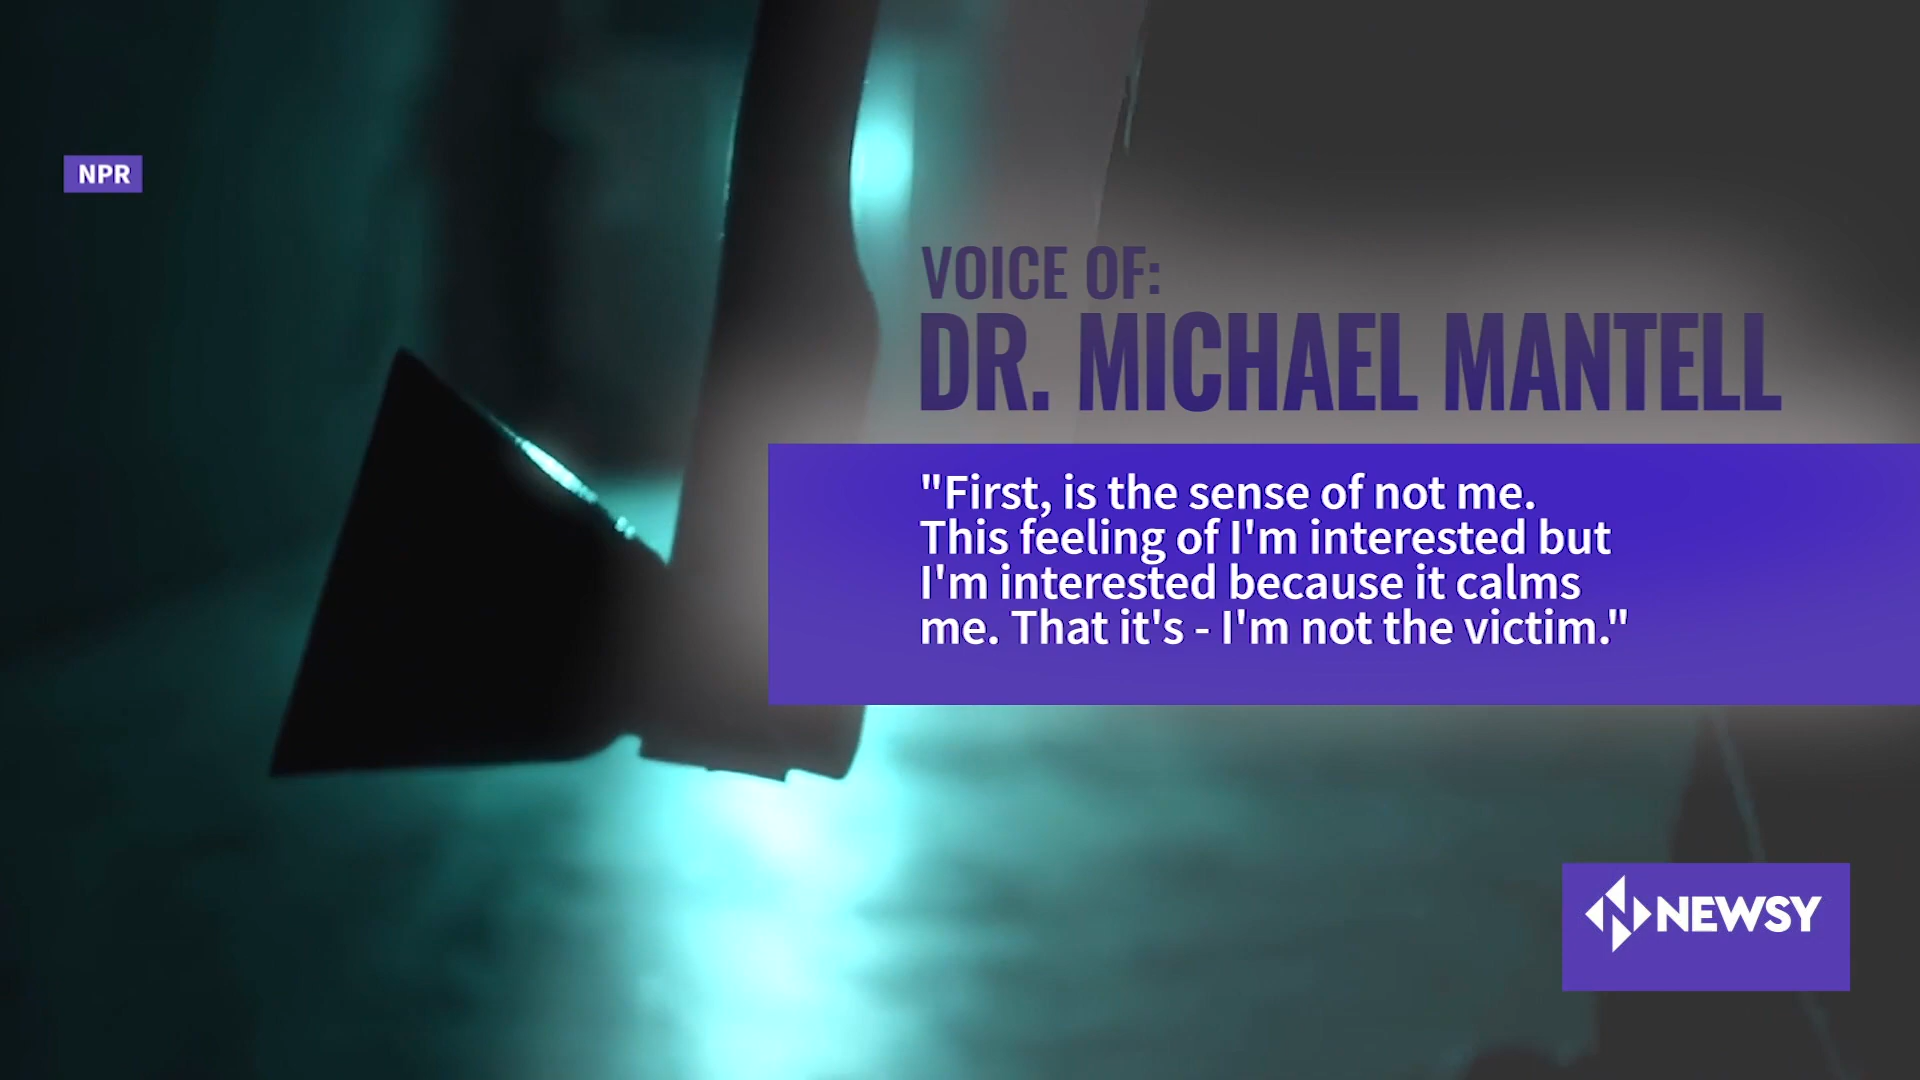 NPR
VOICE OF:
DR. MICHAEL MANTELL
"First, is the sense of not me.
This feeling of I'm interested but
I'm interested because it calms
me. That it's - I'm not the victim."
NEWSY